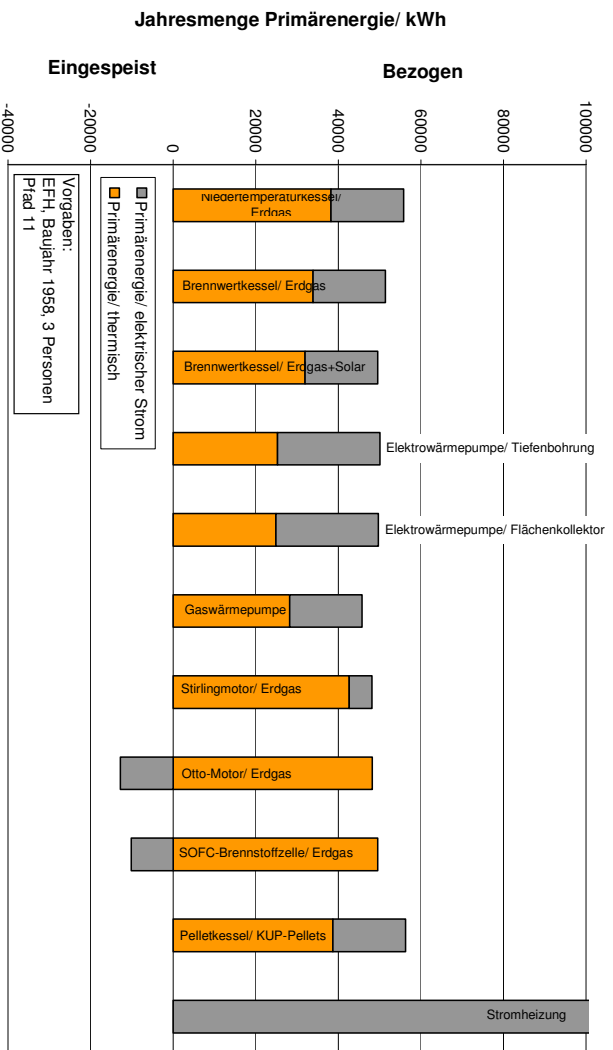 Jahresmenge Primärenergie/ kWh
Eingespeist
Bezogen
-40000
-20000
0
20000
40000
60000
80000
100000
Niedertemperaturkessel/
Erdgas
Brennwertkessel/ Erdgas
Brennwertkessel/ Erdgas+Solar
Elektrowärmepumpe/ Tiefenbohrung
Elektrowärmepumpe/ Flächenkollektor
Gaswärmepumpe
Stirlingmotor/ Erdgas
Otto-Motor/ Erdgas
SOFC-Brennstoffzelle/ Erdgas
Pelletkessel/ KUP-Pellets
Stromheizung
Primärenergie/ elektrischer Strom
Primärenergie/ thermisch
Vorgaben:
EFH, Baujahr 1958, 3 Personen
Pfad 11